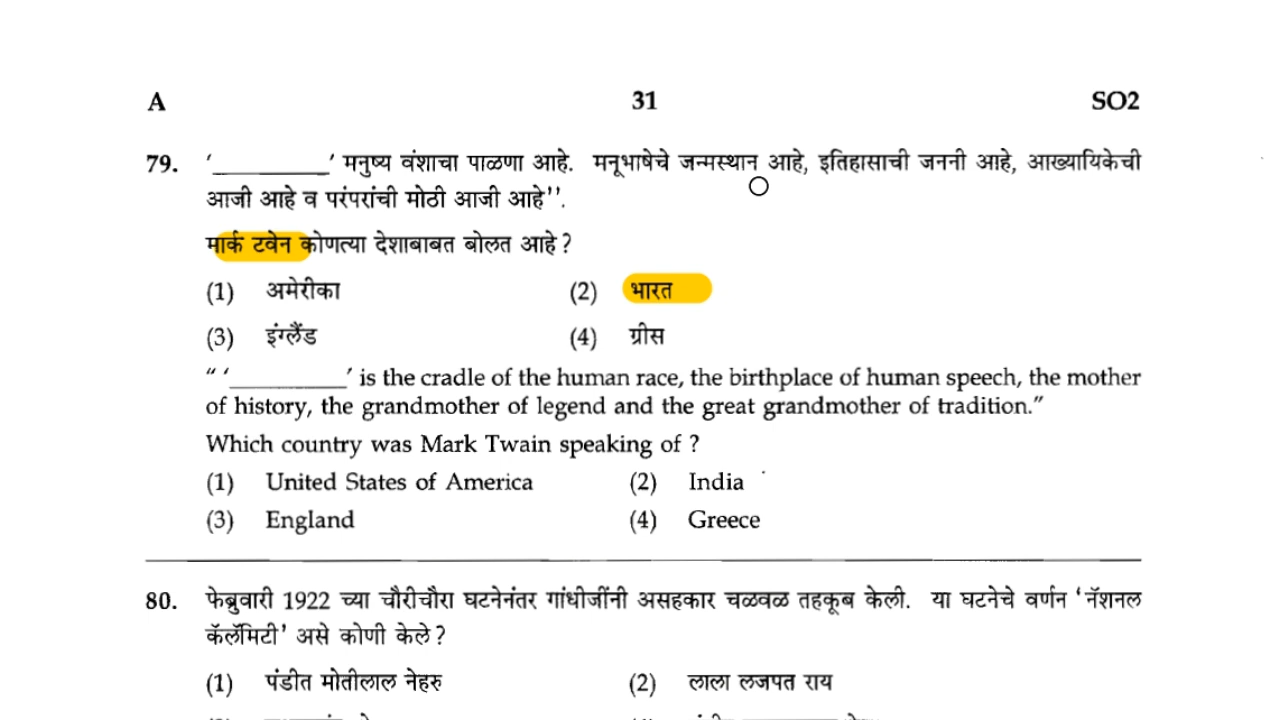 A 31 SO2
79. ' __________ ' मनुष्य वंशाचा पाळणा आहे. मनूभाषेचे जन्मस्थान आहे, इतिहासाची जननी आहे, आख्यायिकेची
आजी आहे व परंपरांची मोठी आजी आहे''.
मार्क टवेन कोणत्या देशाबाबत बोलत आहे?
(1) अमेरीका (2) भारत
(3) इंग्लैंड (4) ग्रीस
" ' __________ ' is the cradle of the human race, the birthplace of human speech, the mother
of history, the grandmother of legend and the great grandmother of tradition."
Which country was Mark Twain speaking of ?
(1) United States of America (2) India
(3) England (4) Greece
80. फेब्रुवारी 1922 च्या चौरीचौरा घटनेनंतर गांधीजींनी असहकार चळवळ तहकूब केली. या घटनेचे वर्णन 'नॅशनल
कॅलॅमिटी' असे कोणी केले?
(1) पंडीत मोतीलाल नेहरु (2) लाला लजपत राय